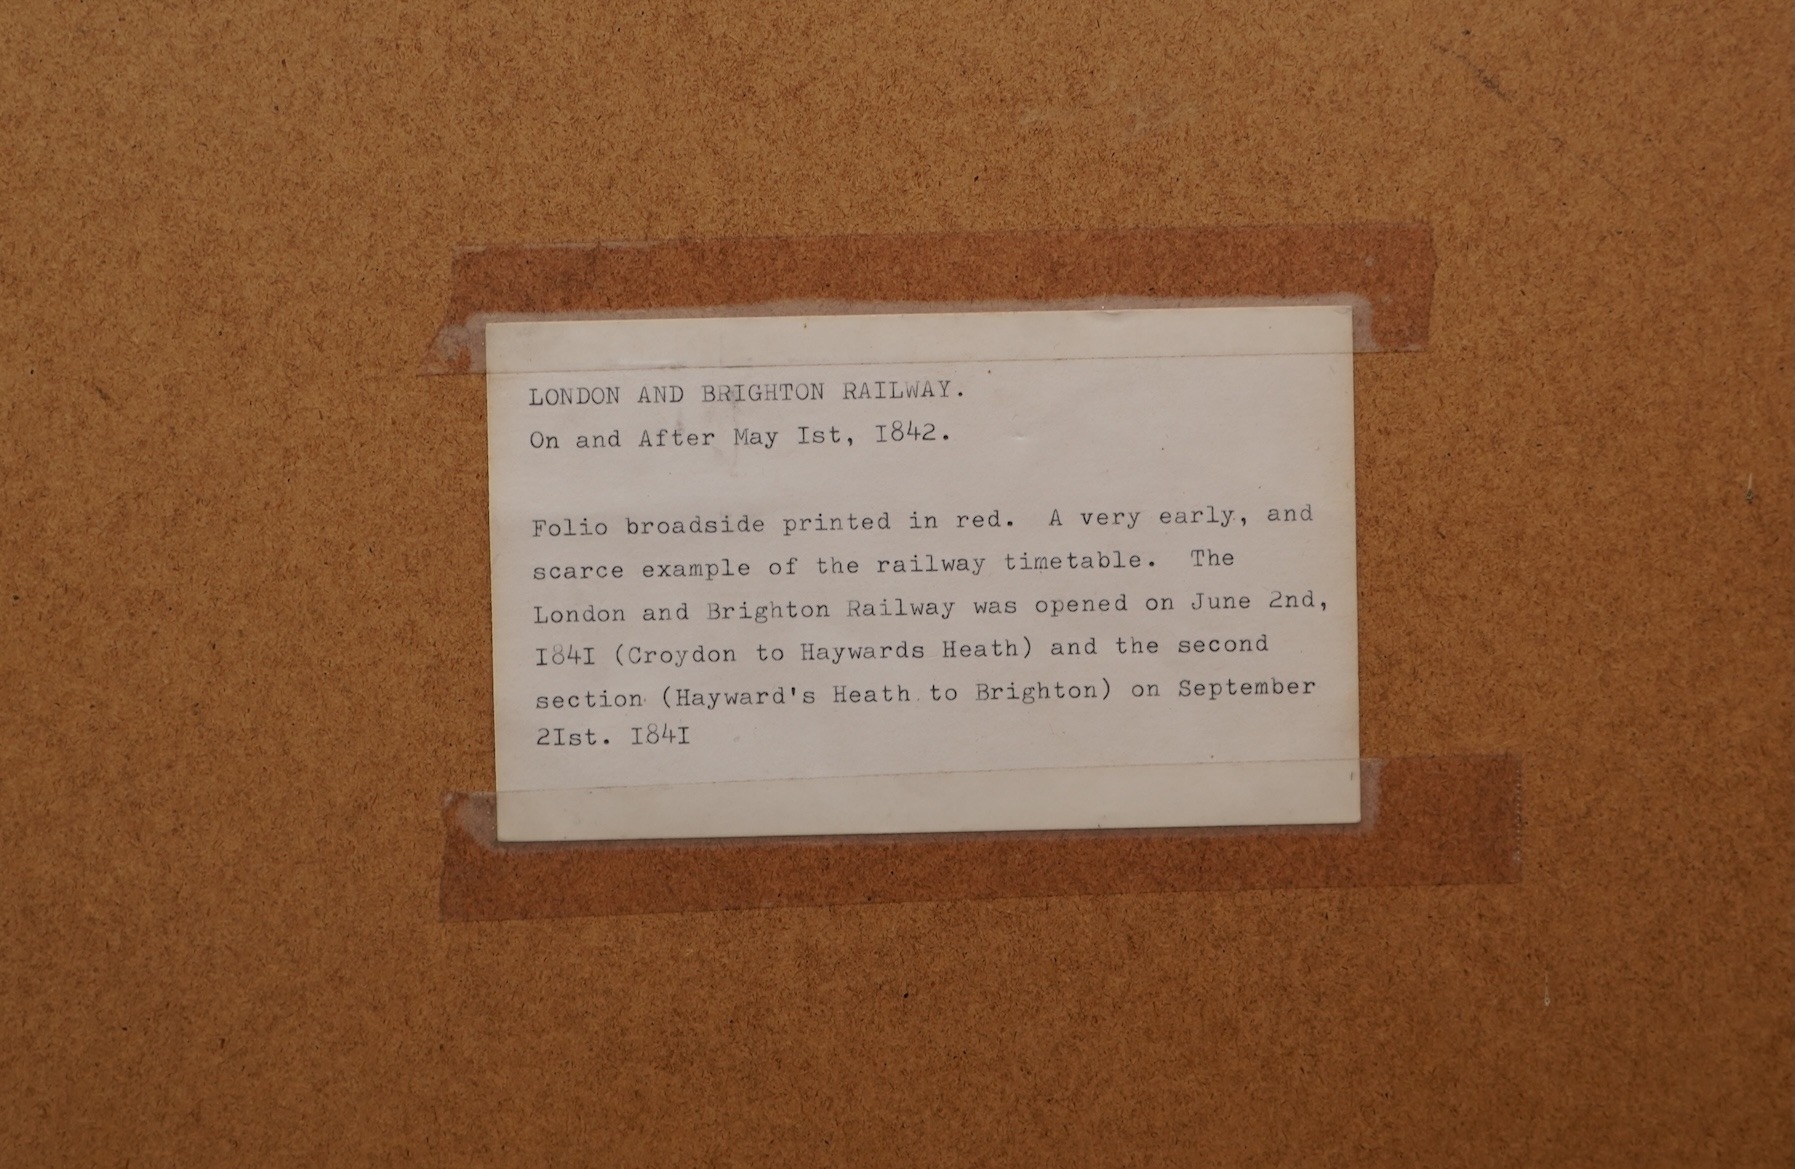 LONDON AND BRIGHTON RAILWAY.
On and After May Ist, I842.
Folio broadside printed in red. A very early, and
scarce example of the railway timetable. The
London and Brighton Railway was opened on June 2nd,
I84I (Croydon to Haywards Heath) and the second
section (Hayward's Heath to Brighton) on September
2Ist. I84I